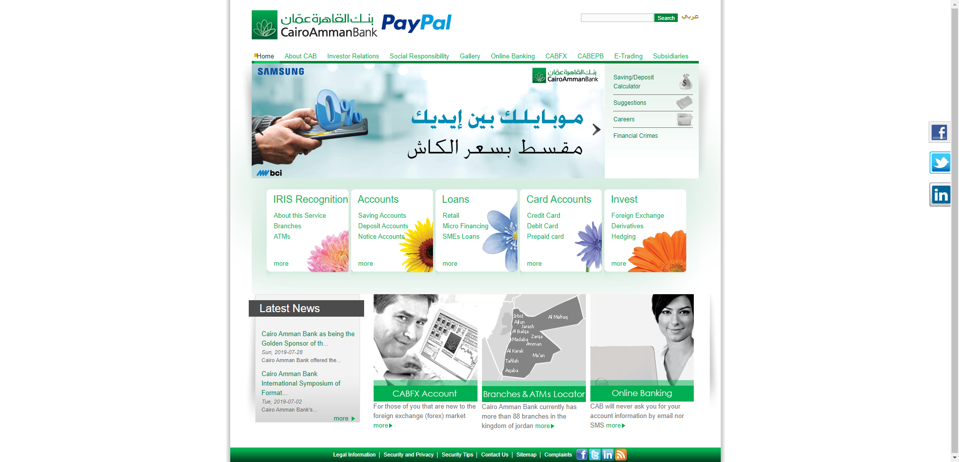 بنك القاهرة عمان
CairoAmmanBank
PayPal
Search
عربي
Home
About CAB
Investor Relations
Social Responsibility
Gallery
Online Banking
CABFX
CABEPB
E-Trading
Subsidiaries
SAMSUNG
بنك القاهرة عمان
CairoAmmanBank
0%
موبايلك بين إيديك
مقسط بسعر الكاش
bci
Saving/Deposit
Calculator
Suggestions
Careers
Financial Crimes
IRIS Recognition
About this Service
Branches
ATMs
more
Accounts
Saving Accounts
Deposit Accounts
Notice Accounts
more
Loans
Retail
Micro Financing
SMEs Loans
more
Card Accounts
Credit Card
Debit Card
Prepaid card
more
Invest
Foreign Exchange
Derivatives
Hedging
more
Latest News
Cairo Amman Bank as being the
Golden Sponsor of th...
Sun, 2019-07-28
Cairo Amman Bank offered the...
Cairo Amman Bank
International Symposium of
Format...
Tue, 2019-07-02
Cairo Amman Bank's...
more
CABFX Account
For those of you that are new to the
foreign exchange (forex) market
more
Irbid
Al Mafraq
Ajlun
Jarash
Al Balqa
Zarqa
Madaba
Amman
Al Karak
Ma'an
Tafilah
Aqaba
Branches & ATMs Locator
Cairo Amman Bank currently has
more than 88 branches in the
kingdom of jordan more
Online Banking
CAB will never ask you for your
account information by email nor
SMS more
Legal Information | Security and Privacy | Security Tips | Contact Us | Sitemap | Complaints